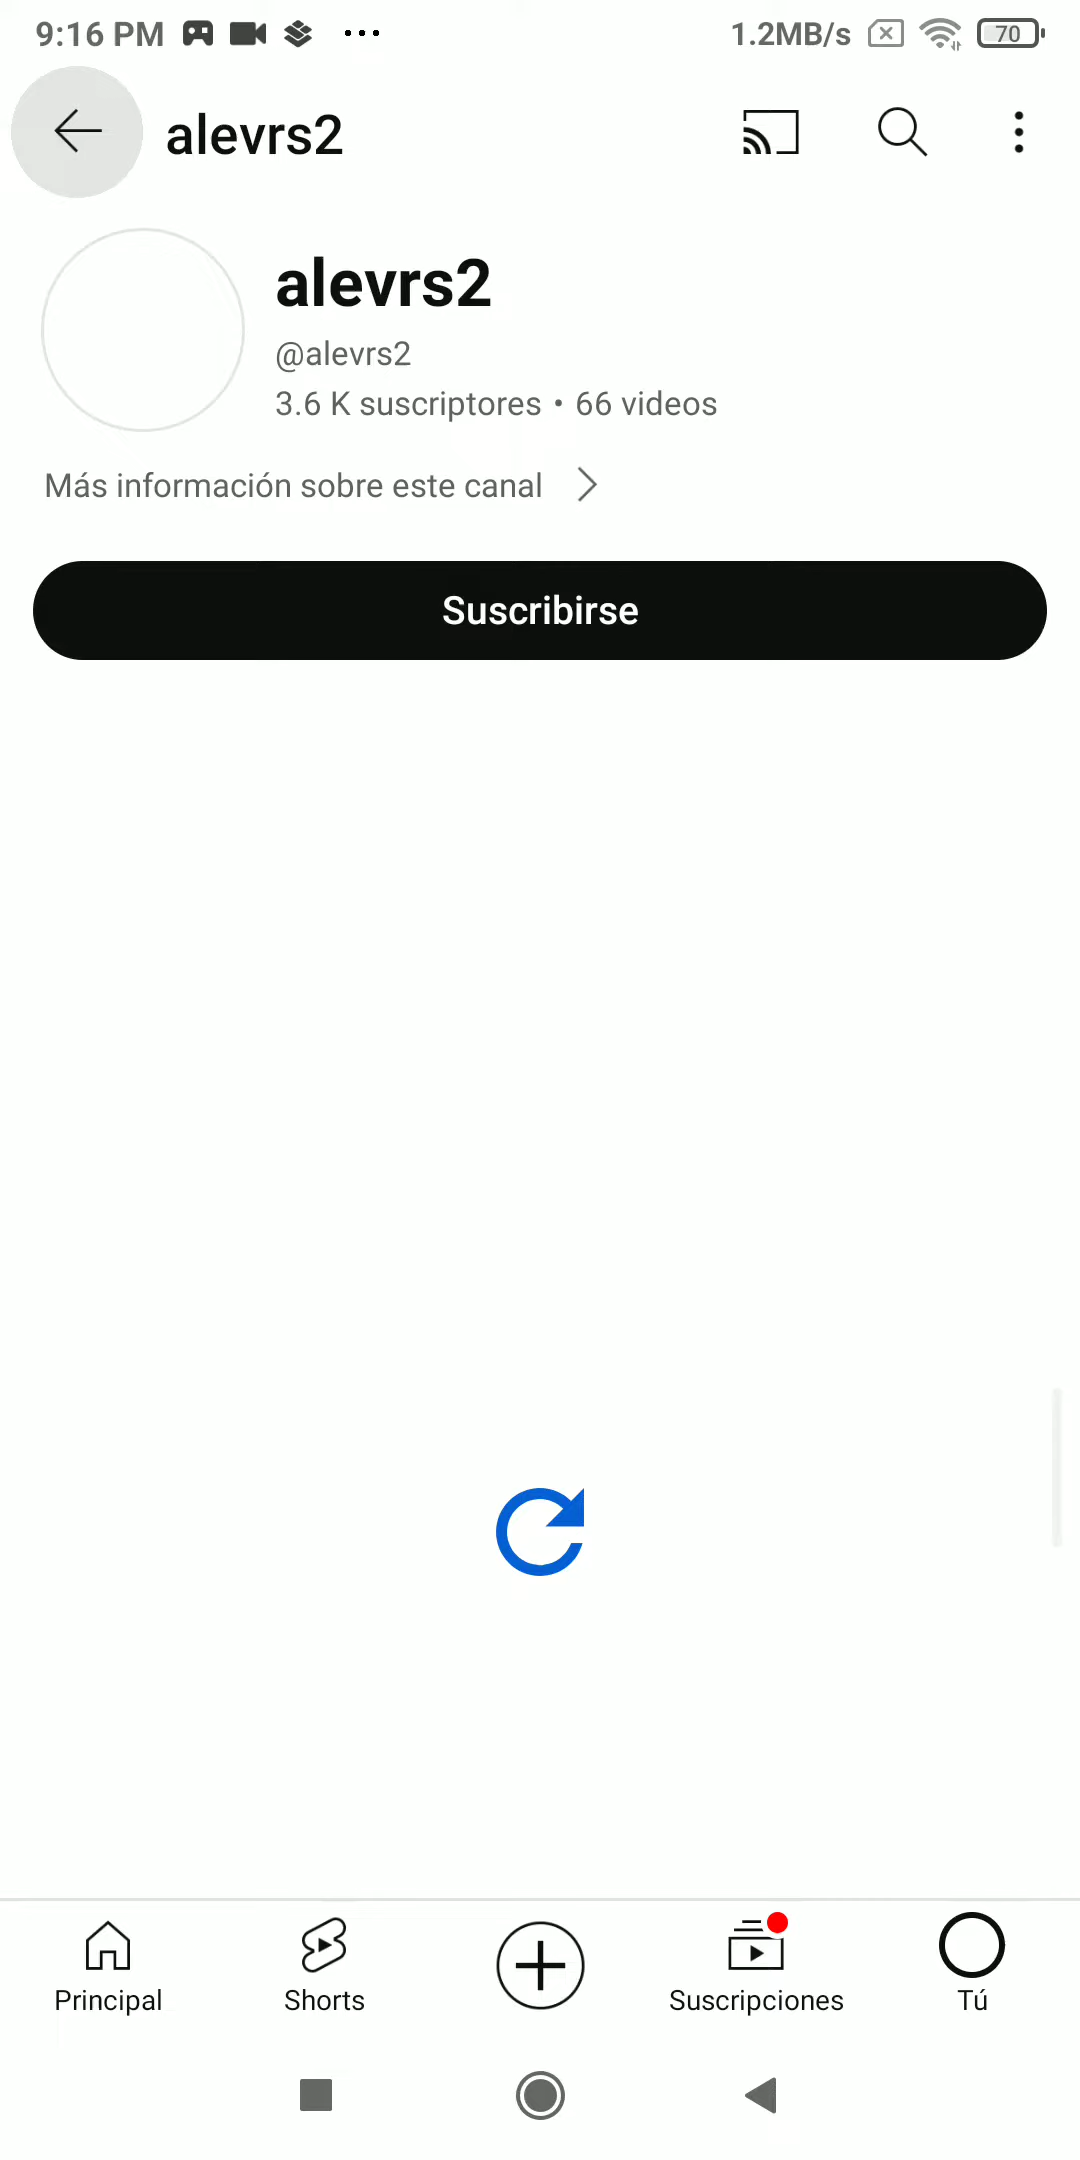 9:16 PM 1.2MB/s 70
alevrs2
alevrs2
@alevrs2
3.6 K suscriptores • 66 videos
Más información sobre este canal
Suscribirse
Principal Shorts Suscripciones Tú